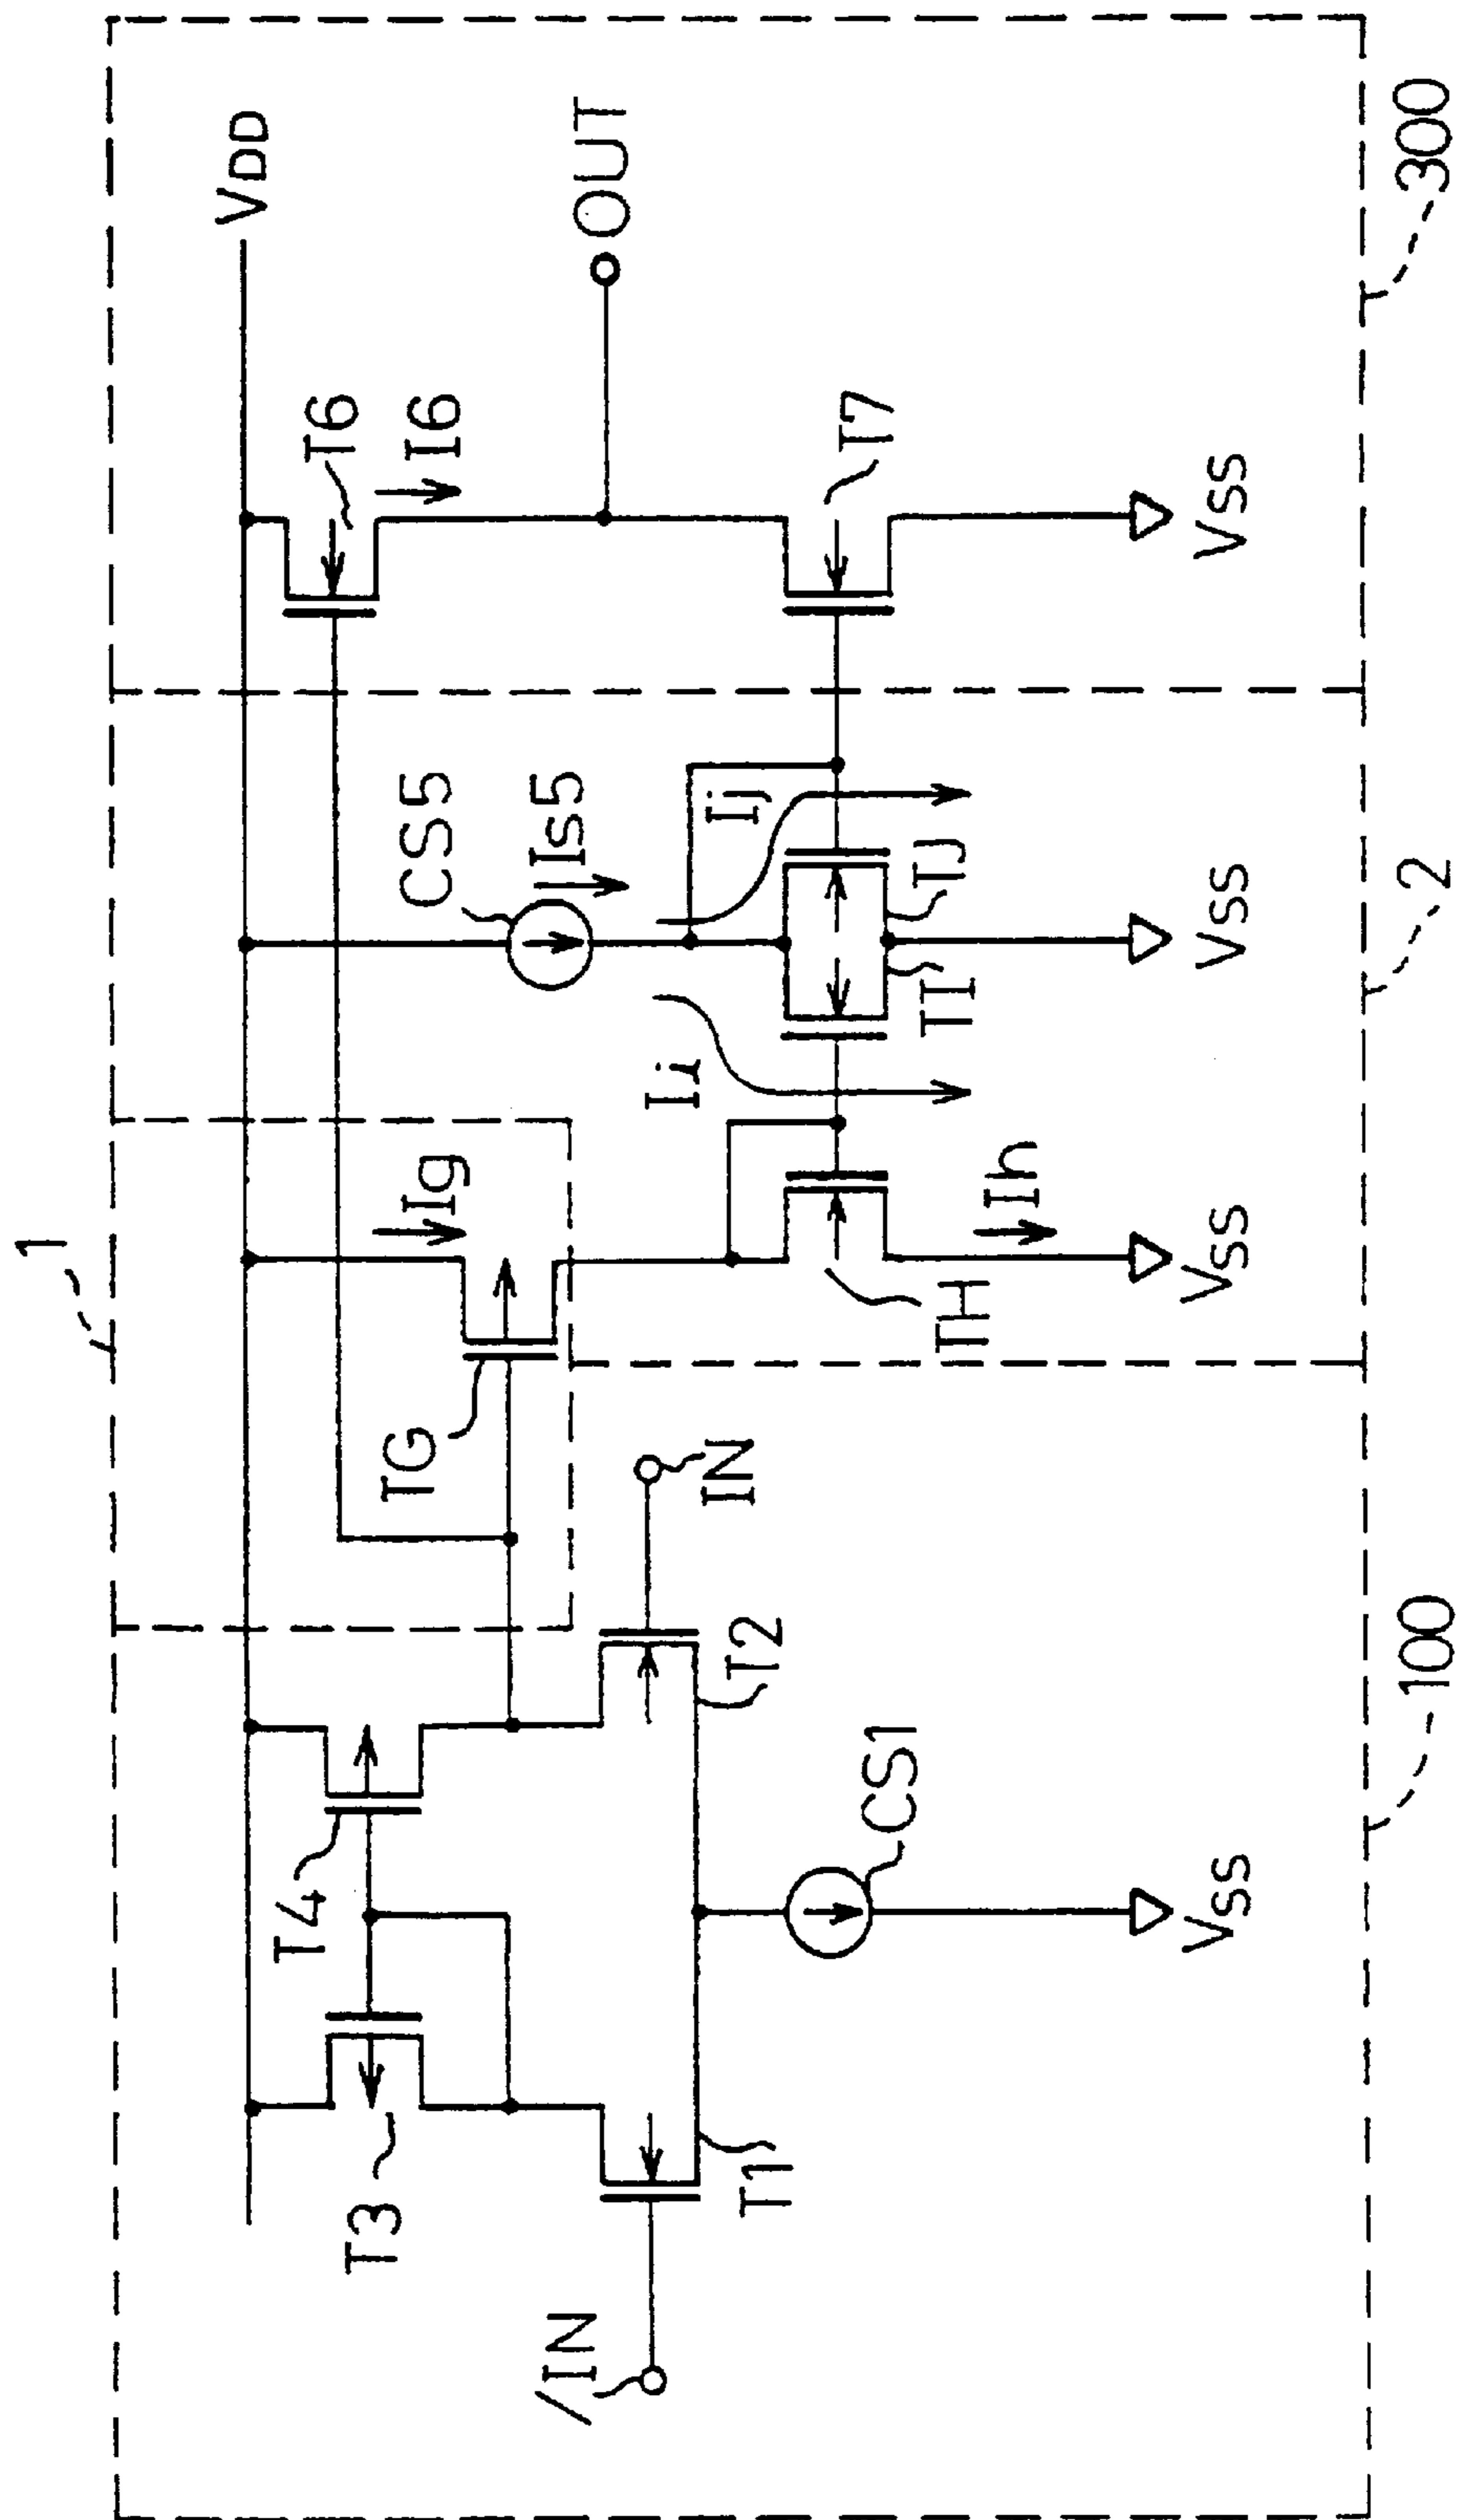 1
VDD
T6
I6
OUT
CS5
Is5
Ij
TJ
TI
Ii
T7
VSS
VSS
VSS
Ig
TG
TH
Ih
T4
T3
IN
T2
T1
/IN
CS1
VSS
100
2
300